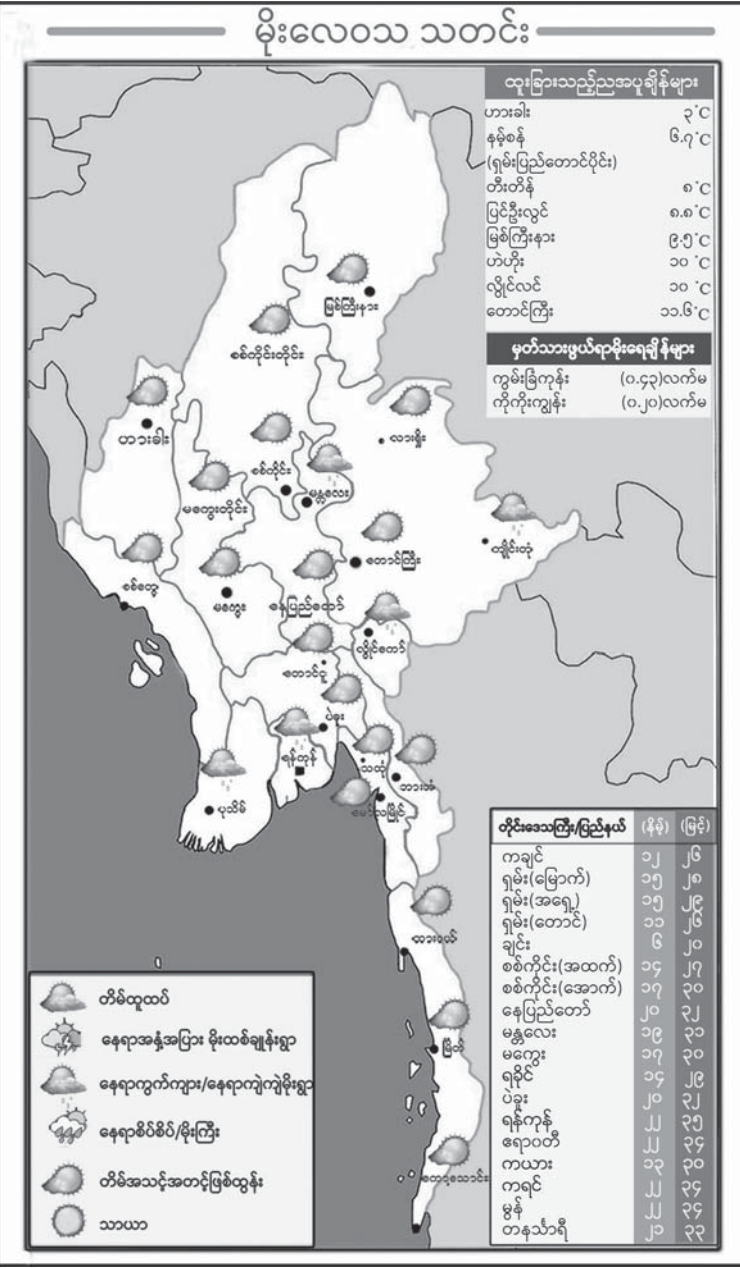 မိုးလေဝသ သတင်း
ထူးခြားသည့်ညအပူချိန်များ
ဟားခါး ၃°C
နမ့်စန် ၆.၇°C
(ရှမ်းပြည်တောင်ပိုင်း)
တီးတိန် ၈°C
ပြင်ဦးလွင် ၈.၈°C
မြစ်ကြီးနား ၉.၅°C
ဟဲဟိုး ၁၀°C
လွိုင်လင် ၁၀ °C
တောင်ကြီး ၁၁.၆°C
မှတ်သားဖွယ်ရာမိုးရေချိန်များ
ကွမ်းခြံကုန်း (၀.၄၃)လက်မ
ကိုကိုးကျွန်း (၀.၂၀)လက်မ
မြစ်ကြီးနား
စစ်ကိုင်းတိုင်း
ဟားခါး
လားရှိုး
စစ်ကိုင်း
မန္တလေး
မကွေးတိုင်း
ကျိုင်းတုံ
တောင်ကြီး
စစ်တွေ
မကွေး
နေပြည်တော်
လွိုင်ကော်
တောင်ငူ
ပဲခူး
ရန်ကုန်
သထုံ
ဘားအံ
ပုသိမ်
မော်လမြိုင်
ထားဝယ်
မြိတ်
ကော့သောင်း
တိမ်ထူထပ်
နေရာအနှံ့အပြား မိုးထစ်ချုန်းရွာ
နေရာကွက်ကျား/နေရာကျဲကျဲမိုးရွာ
နေရာစိပ်စိပ်/မိုးကြီး
တိမ်အသင့်အတင့်ဖြစ်ထွန်း
သာယာ
တိုင်းဒေသကြီး/ပြည်နယ် (နိမ့်) (မြင့်)
ကချင် ၁၂ ၂၆
ရှမ်း(မြောက်) ၁၅ ၂၈
ရှမ်း(အရှေ့) ၁၅ ၂၉
ရှမ်း(တောင်) ၁၁ ၂၆
ချင်း ၆ ၂၀
စစ်ကိုင်း(အထက်) ၁၄ ၂၇
စစ်ကိုင်း(အောက်) ၁၇ ၃၀
နေပြည်တော် ၂၀ ၃၂
မန္တလေး ၁၉ ၃၁
မကွေး ၁၇ ၃၀
ရခိုင် ၁၄ ၂၉
ပဲခူး ၂၀ ၃၂
ရန်ကုန် ၂၂ ၃၅
ဧရာဝတီ ၂၂ ၃၄
ကယား ၁၃ ၃၀
ကရင် ၂၂ ၃၄
မွန် ၂၂ ၃၄
တနင်္သာရီ ၂၁ ၃၃